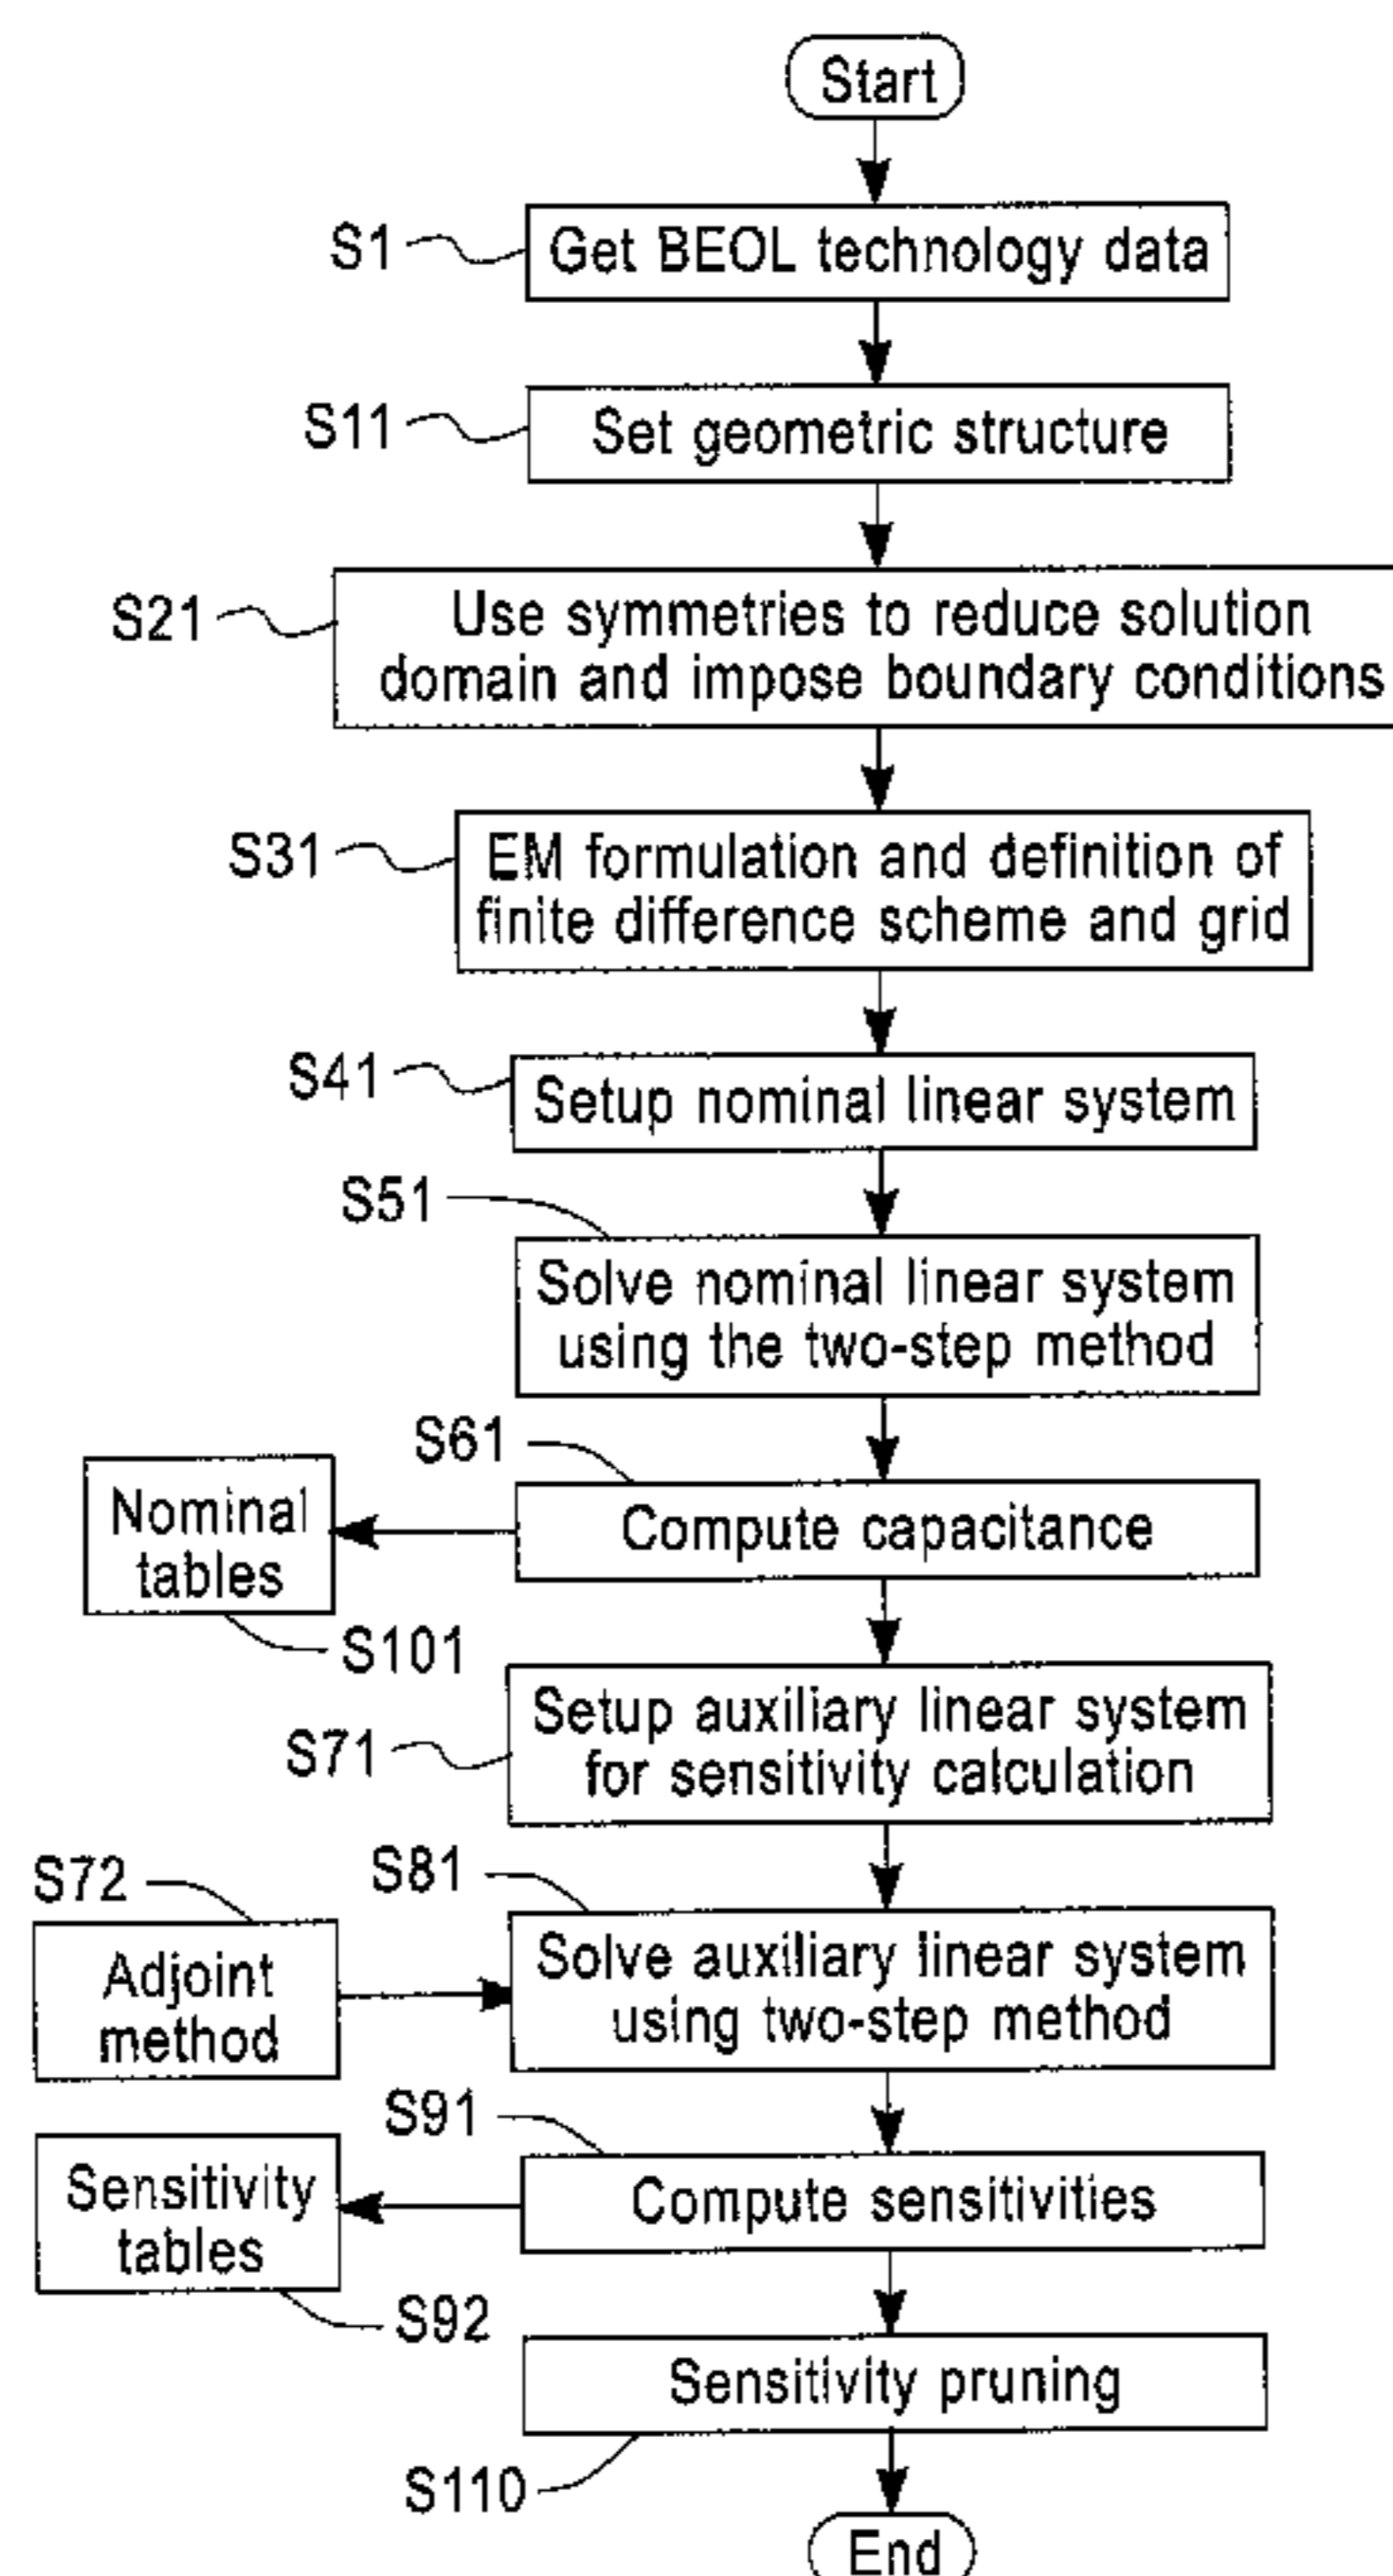 Start
S1
Get BEOL technology data
S11
Set geometric structure
S21
Use symmetries to reduce solution
domain and impose boundary conditions
S31
EM formulation and definition of
finite difference scheme and grid
S41
Setup nominal linear system
S51
Solve nominal linear system
using the two-step method
S61
Compute capacitance
Nominal
tables
S101
Setup auxiliary linear system
for sensitivity calculation
S71
S72
Adjoint
method
S81
Solve auxiliary linear system
using two-step method
S91
Compute sensitivities
Sensitivity
tables
S92
Sensitivity pruning
S110
End